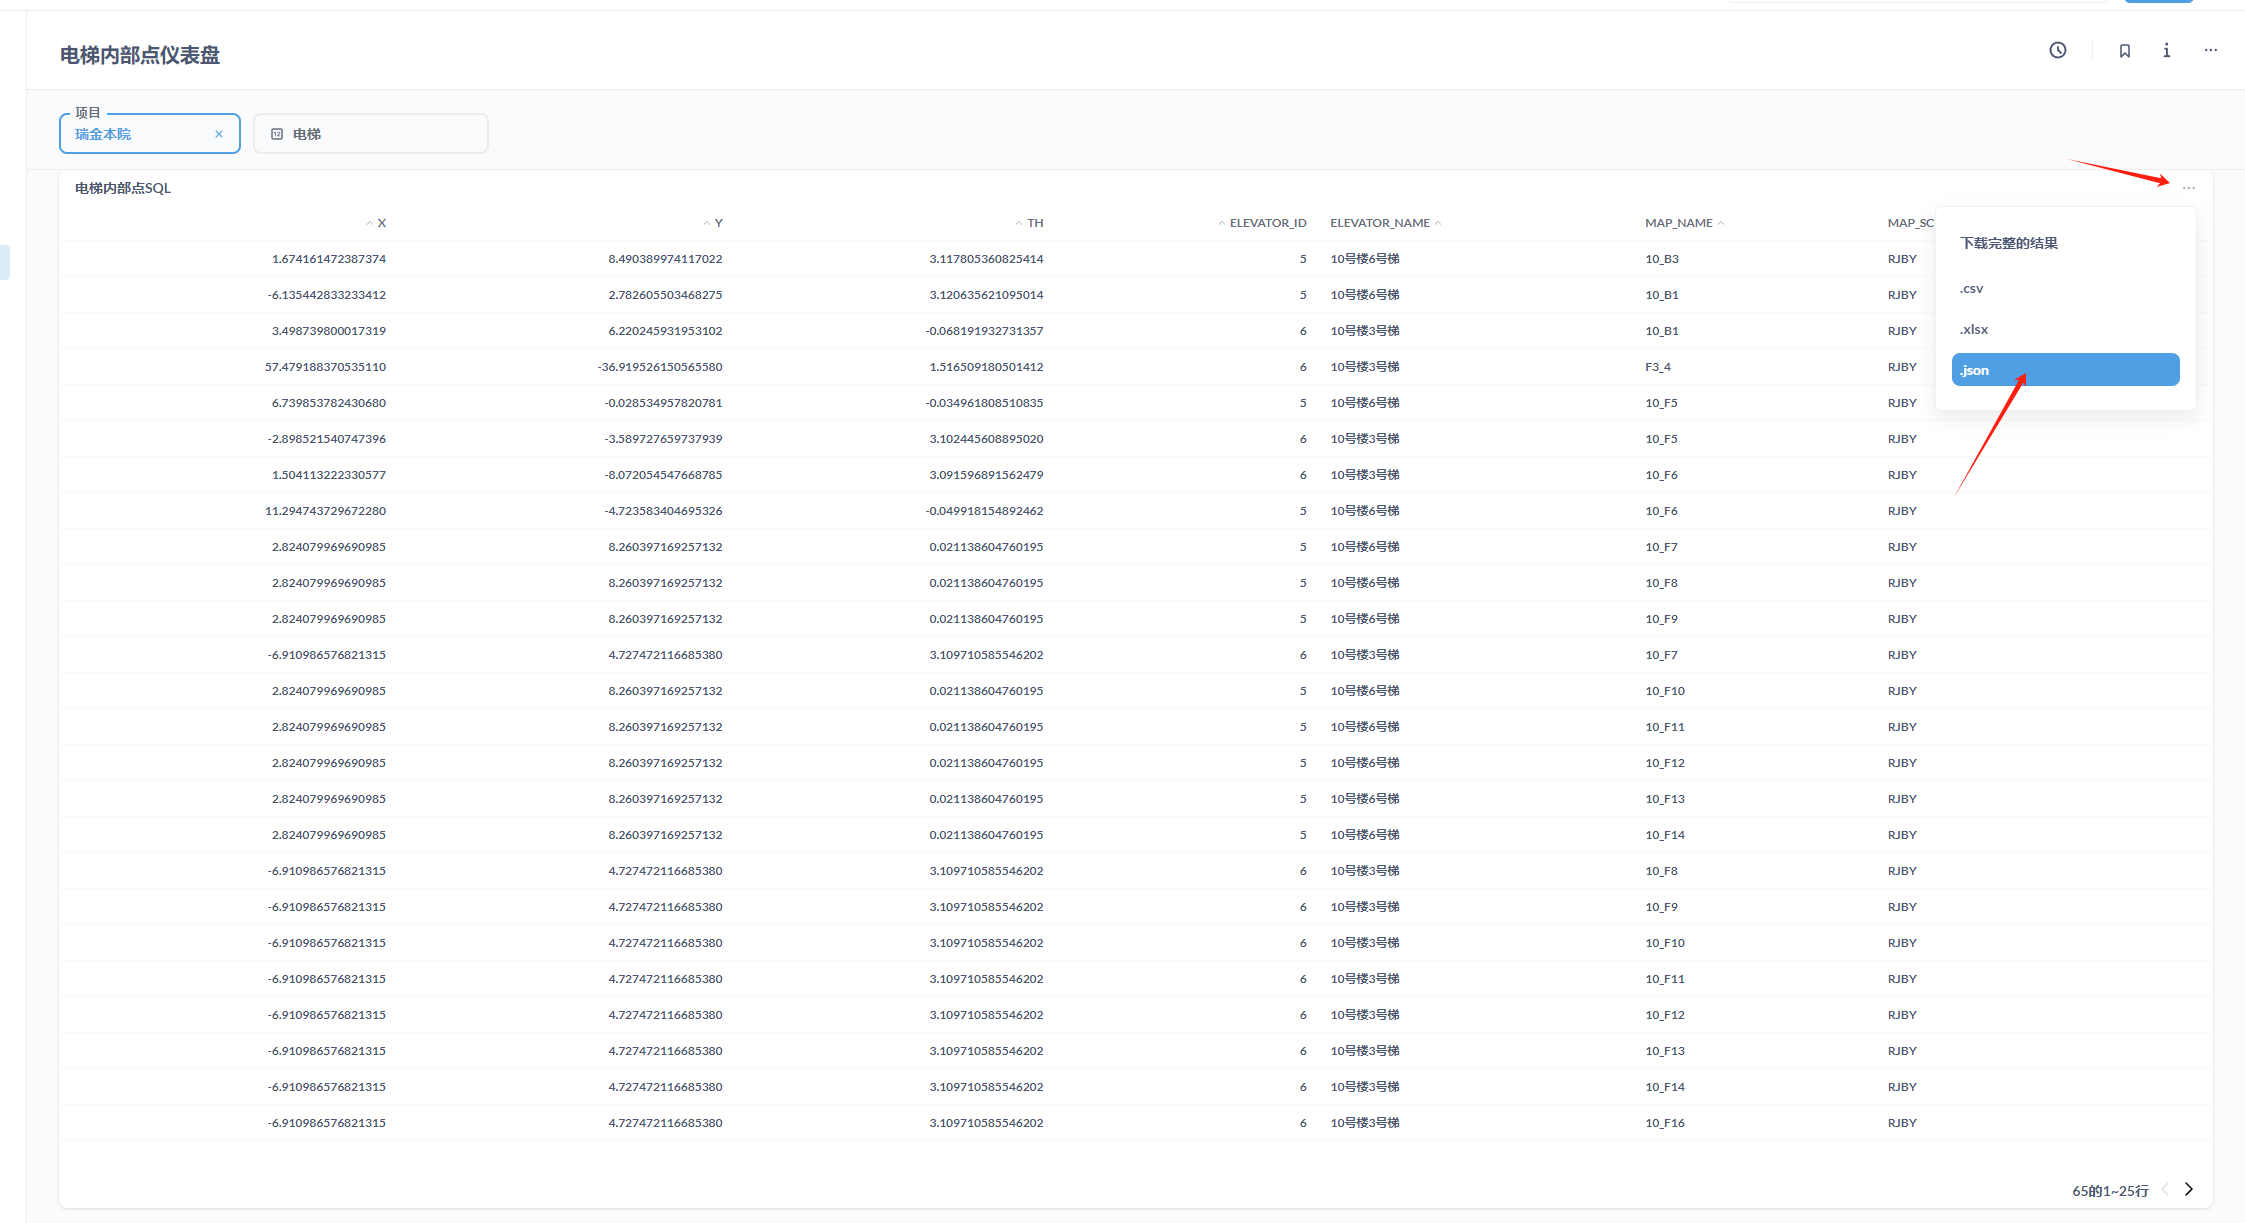 电梯内部点仪表盘
项目
瑞金本院
电梯
电梯内部点SQL
X Y TH ELEVATOR_ID ELEVATOR_NAME MAP_NAME MAP_SC
1.674161472387374 8.490389974117022 3.117805360825414 5 10号楼6号梯 10_B3 RJBY
-6.135442833233412 2.782605503468275 3.120635621095014 5 10号楼6号梯 10_B1 RJBY
3.498739800017319 6.220245931953102 -0.068191932731357 6 10号楼3号梯 10_B1 RJBY
57.479188370535110 -36.919526150565580 1.516509180501412 6 10号楼3号梯 F3_4 RJBY
6.739853782430680 -0.028534957820781 -0.034961808510835 5 10号楼6号梯 10_F5 RJBY
-2.898521540747396 -3.589727659737939 3.102445608895020 6 10号楼3号梯 10_F5 RJBY
1.504113222330577 -8.072054547668785 3.091596891562479 6 10号楼3号梯 10_F6 RJBY
11.294743729672280 -4.723583404695326 -0.049918154892462 5 10号楼6号梯 10_F6 RJBY
2.824079969690985 8.260397169257132 0.021138604760195 5 10号楼6号梯 10_F7 RJBY
2.824079969690985 8.260397169257132 0.021138604760195 5 10号楼6号梯 10_F8 RJBY
2.824079969690985 8.260397169257132 0.021138604760195 5 10号楼6号梯 10_F9 RJBY
-6.910986576821315 4.727472116685380 3.109710585546202 6 10号楼3号梯 10_F7 RJBY
2.824079969690985 8.260397169257132 0.021138604760195 5 10号楼6号梯 10_F10 RJBY
2.824079969690985 8.260397169257132 0.021138604760195 5 10号楼6号梯 10_F11 RJBY
2.824079969690985 8.260397169257132 0.021138604760195 5 10号楼6号梯 10_F12 RJBY
2.824079969690985 8.260397169257132 0.021138604760195 5 10号楼6号梯 10_F13 RJBY
2.824079969690985 8.260397169257132 0.021138604760195 5 10号楼6号梯 10_F14 RJBY
-6.910986576821315 4.727472116685380 3.109710585546202 6 10号楼3号梯 10_F8 RJBY
-6.910986576821315 4.727472116685380 3.109710585546202 6 10号楼3号梯 10_F9 RJBY
-6.910986576821315 4.727472116685380 3.109710585546202 6 10号楼3号梯 10_F10 RJBY
-6.910986576821315 4.727472116685380 3.109710585546202 6 10号楼3号梯 10_F11 RJBY
-6.910986576821315 4.727472116685380 3.109710585546202 6 10号楼3号梯 10_F12 RJBY
-6.910986576821315 4.727472116685380 3.109710585546202 6 10号楼3号梯 10_F13 RJBY
-6.910986576821315 4.727472116685380 3.109710585546202 6 10号楼3号梯 10_F14 RJBY
-6.910986576821315 4.727472116685380 3.109710585546202 6 10号楼3号梯 10_F16 RJBY
下载完整的结果
.csv
.xlsx
.json
65的1~25行